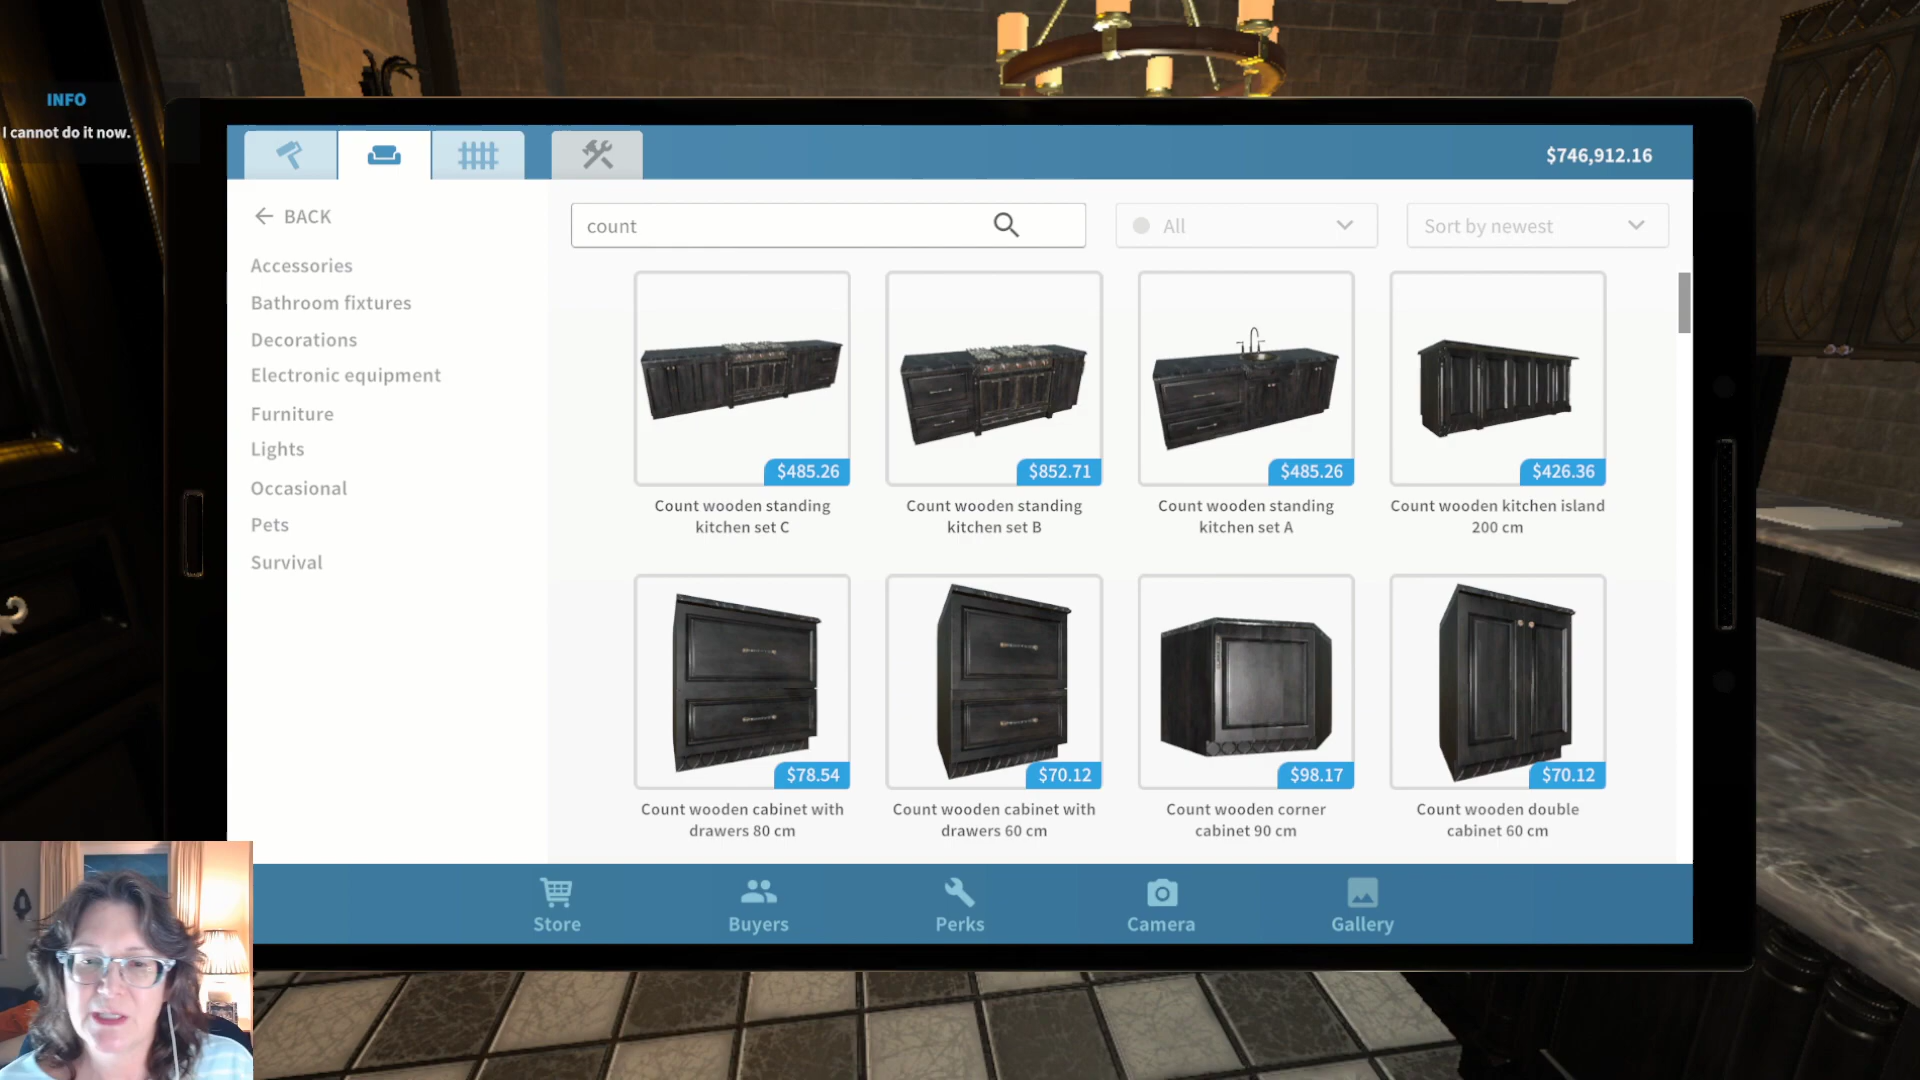 INFO
I cannot do it now.
$746,912.16
BACK
count
All
Sort by newest
Accessories
Bathroom fixtures
Decorations
Electronic equipment
Furniture
Lights
Occasional
Pets
Survival
$485.26
$852.71
$485.26
$426.36
Count wooden standing
kitchen set C
Count wooden standing
kitchen set B
Count wooden standing
kitchen set A
Count wooden kitchen island
200 cm
$78.54
$70.12
$98.17
$70.12
Count wooden cabinet with
drawers 80 cm
Count wooden cabinet with
drawers 60 cm
Count wooden corner
cabinet 90 cm
Count wooden double
cabinet 60 cm
Store
Buyers
Perks
Camera
Gallery